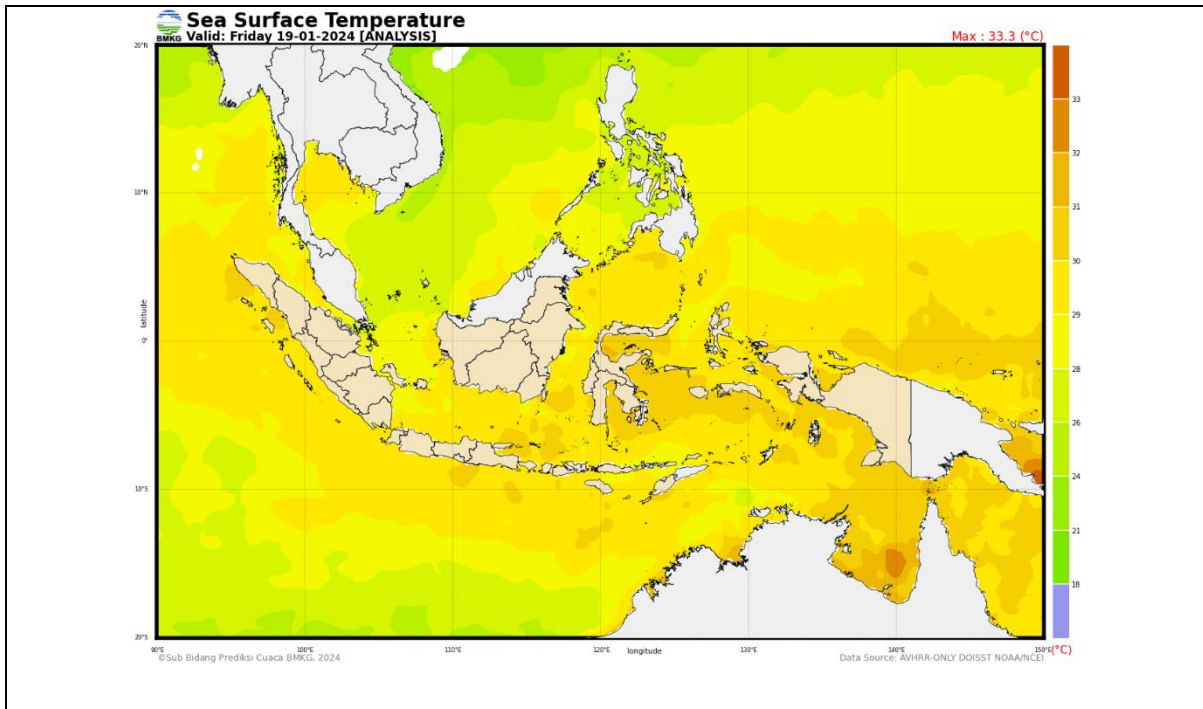 Sea Surface Temperature
BMKG
Valid: Friday 19-01-2024 [ANALYSIS]
Max : 33.3 (°C)
20°N
10°N
0°
10°S
20°S
latitude
33
32
31
30
29
28
26
24
21
18
(°C)
90°E
100°E
110°E
120°E
longitude
130°E
140°E
150°E
©Sub Bidang Prediksi Cuaca BMKG, 2024
Data Source: AVHRR-ONLY DOISST NOAA/NCEI